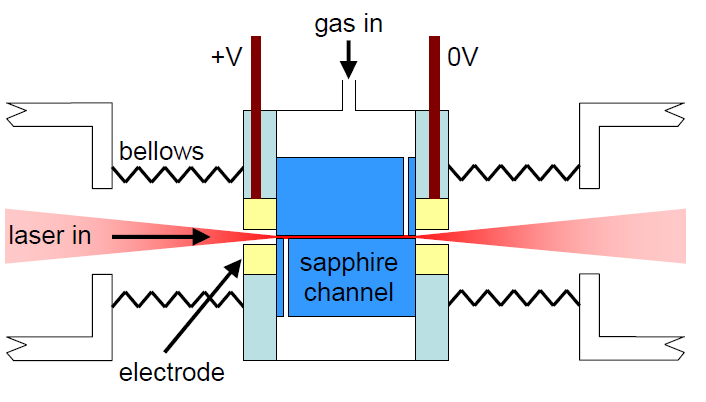 gas in
+V
0V
bellows
laser in
sapphire
channel
electrode